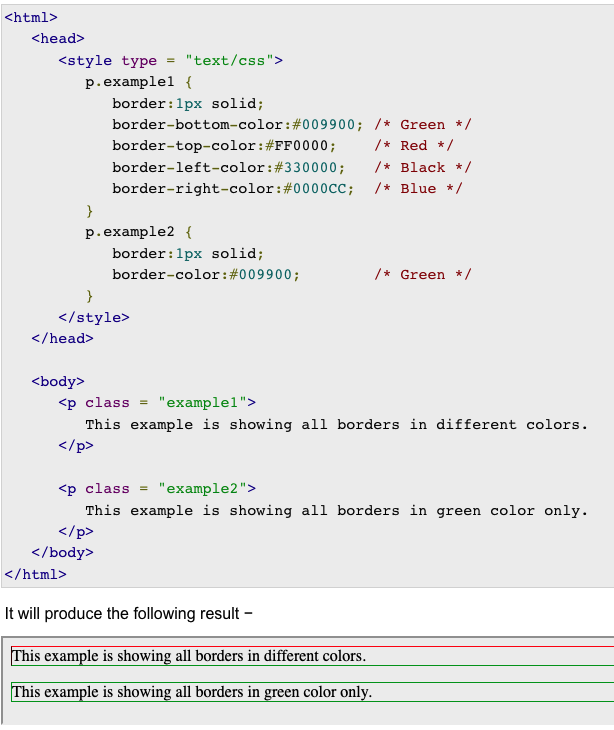 <html>
   <head>
      <style type = "text/css">
         p.example1 {
            border:1px solid;
            border-bottom-color:#009900; /* Green */
            border-top-color:#FF0000;    /* Red */
            border-left-color:#330000;   /* Black */
            border-right-color:#0000CC;  /* Blue */
         }
         p.example2 {
            border:1px solid;
            border-color:#009900;        /* Green */
         }
      </style>
   </head>

   <body>
      <p class = "example1">
         This example is showing all borders in different colors.
      </p>

      <p class = "example2">
         This example is showing all borders in green color only.
      </p>
   </body>
</html>
It will produce the following result −
This example is showing all borders in different colors.
This example is showing all borders in green color only.